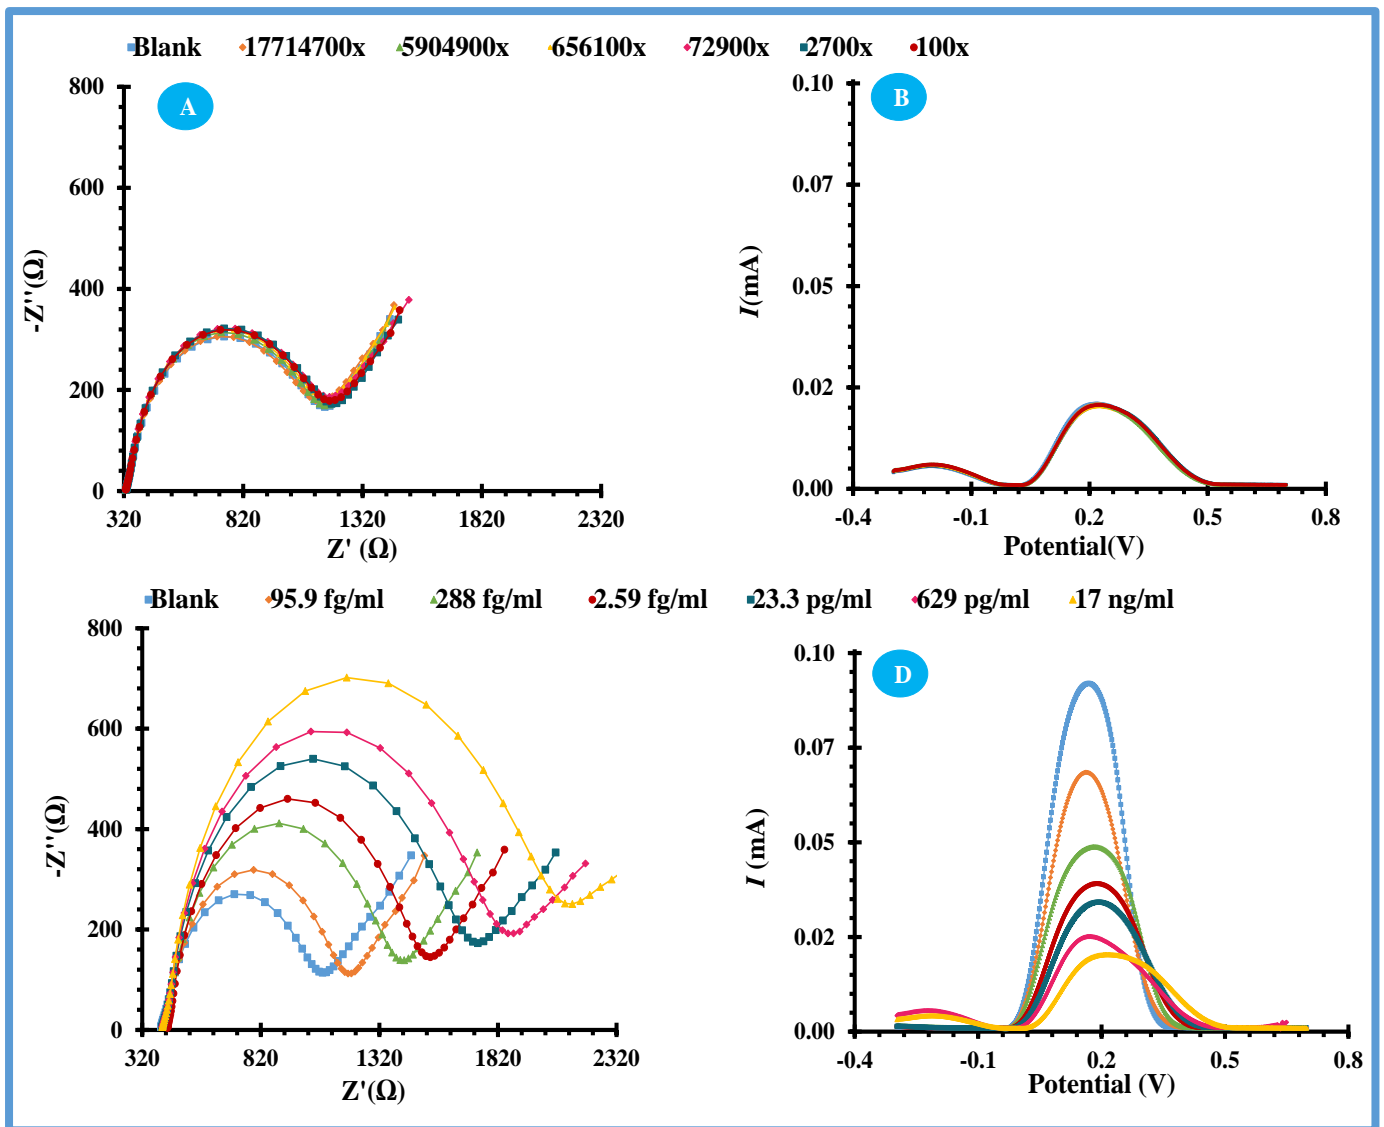 Blank 17714700x 5904900x 656100x 72900x 2700x 100x
A
800
600
400
200
0
320 820 1320 1820 2320
-Z''(Ω)
Z' (Ω)
B
0.10
0.07
0.05
0.02
0.00
-0.4 -0.1 0.2 0.5 0.8
I(mA)
Potential(V)
Blank 95.9 fg/ml 288 fg/ml 2.59 fg/ml 23.3 pg/ml 629 pg/ml 17 ng/ml
800
600
400
200
0
320 820 1320 1820 2320
-Z''(Ω)
Z'(Ω)
D
0.10
0.07
0.05
0.02
0.00
-0.4 -0.1 0.2 0.5 0.8
I (mA)
Potential (V)